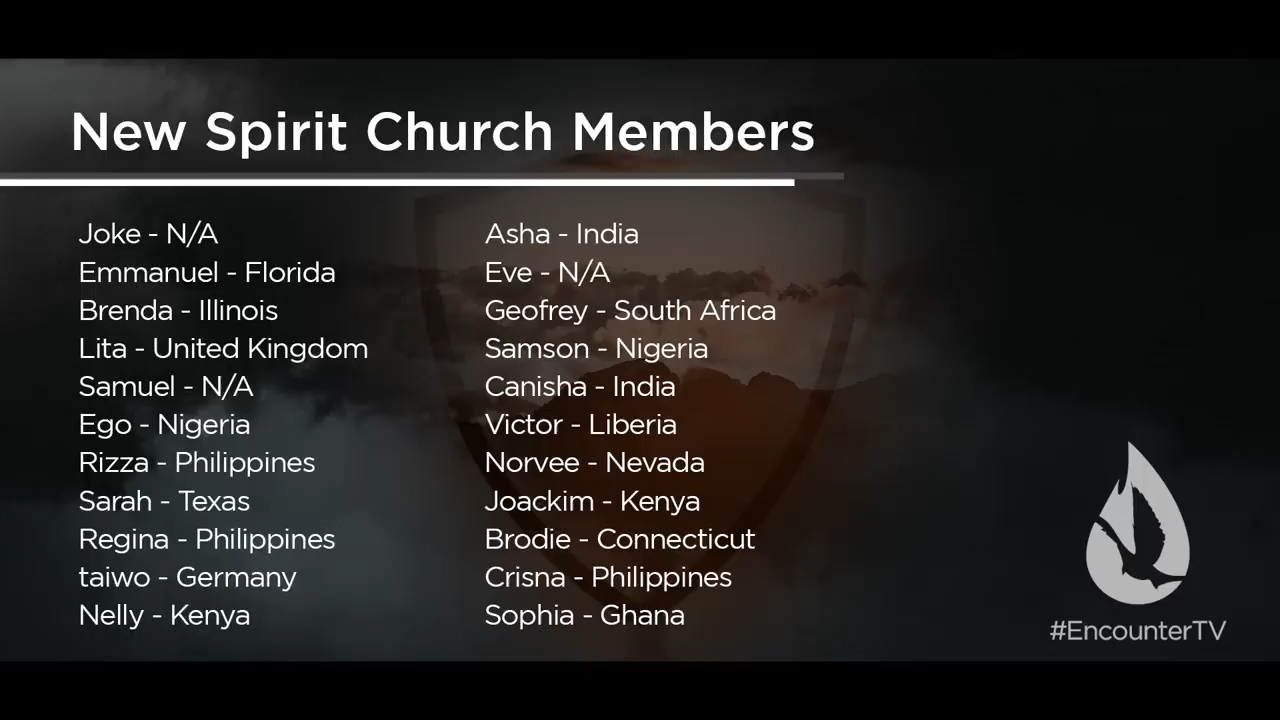 New Spirit Church Members
Joke - N/A
Emmanuel - Florida
Brenda - Illinois
Lita - United Kingdom
Samuel - N/A
Ego - Nigeria
Rizza - Philippines
Sarah - Texas
Regina - Philippines
taiwo - Germany
Nelly - Kenya
Asha - India
Eve - N/A
Geofrey - South Africa
Samson - Nigeria
Canisha - India
Victor - Liberia
Norvee - Nevada
Joackim - Kenya
Brodie - Connecticut
Crisna - Philippines
Sophia - Ghana
#EncounterTV